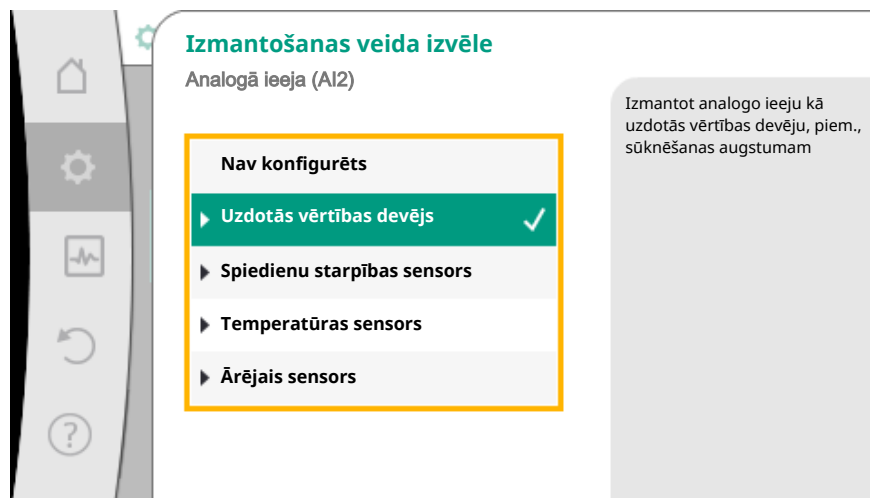 Izmantošanas veida izvēle
Analogā ieeja (AI2)
Nav konfigurēts
Uzdotās vērtības devējs
Spiedienu starpības sensors
Temperatūras sensors
Ārējais sensors
Izmantot analogo ieeju kā
uzdotās vērtības devēju, piem.,
sūknēšanas augstumam
?